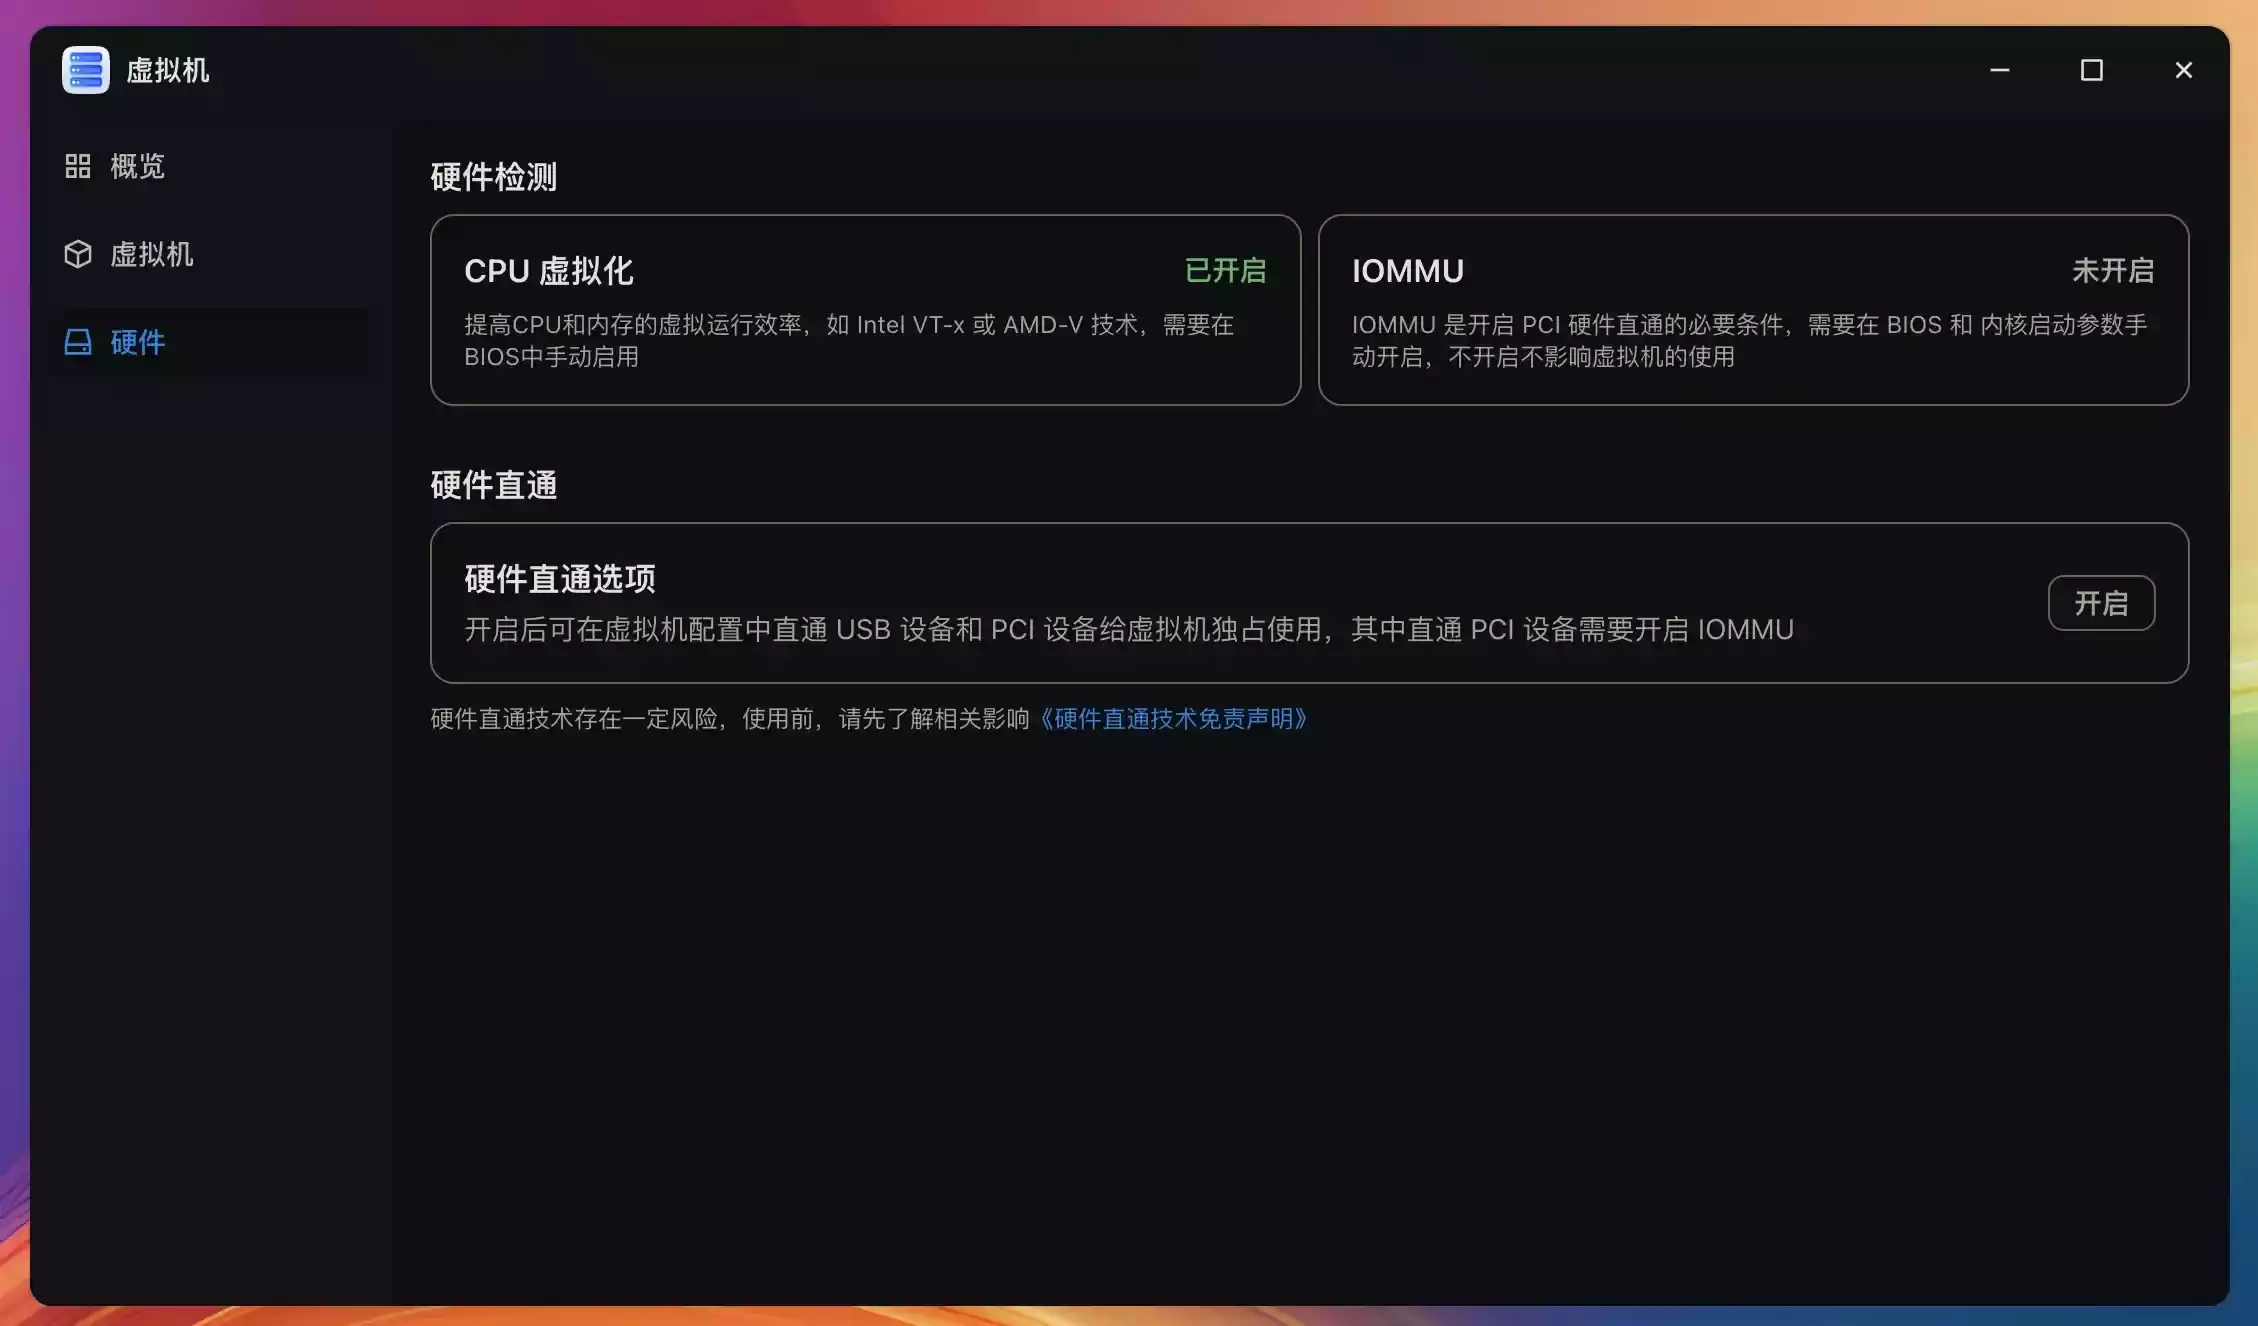 虚拟机
概览
虚拟机
硬件
硬件检测
CPU 虚拟化
已开启
提高CPU和内存的虚拟运行效率，如 Intel VT-x 或 AMD-V 技术，需要在
BIOS中手动启用
IOMMU
未开启
IOMMU 是开启 PCI 硬件直通的必要条件，需要在 BIOS 和 内核启动参数手
动开启，不开启不影响虚拟机的使用
硬件直通
硬件直通选项
开启后可在虚拟机配置中直通 USB 设备和 PCI 设备给虚拟机独占使用，其中直通 PCI 设备需要开启 IOMMU
开启
硬件直通技术存在一定风险，使用前，请先了解相关影响《硬件直通技术免责声明》